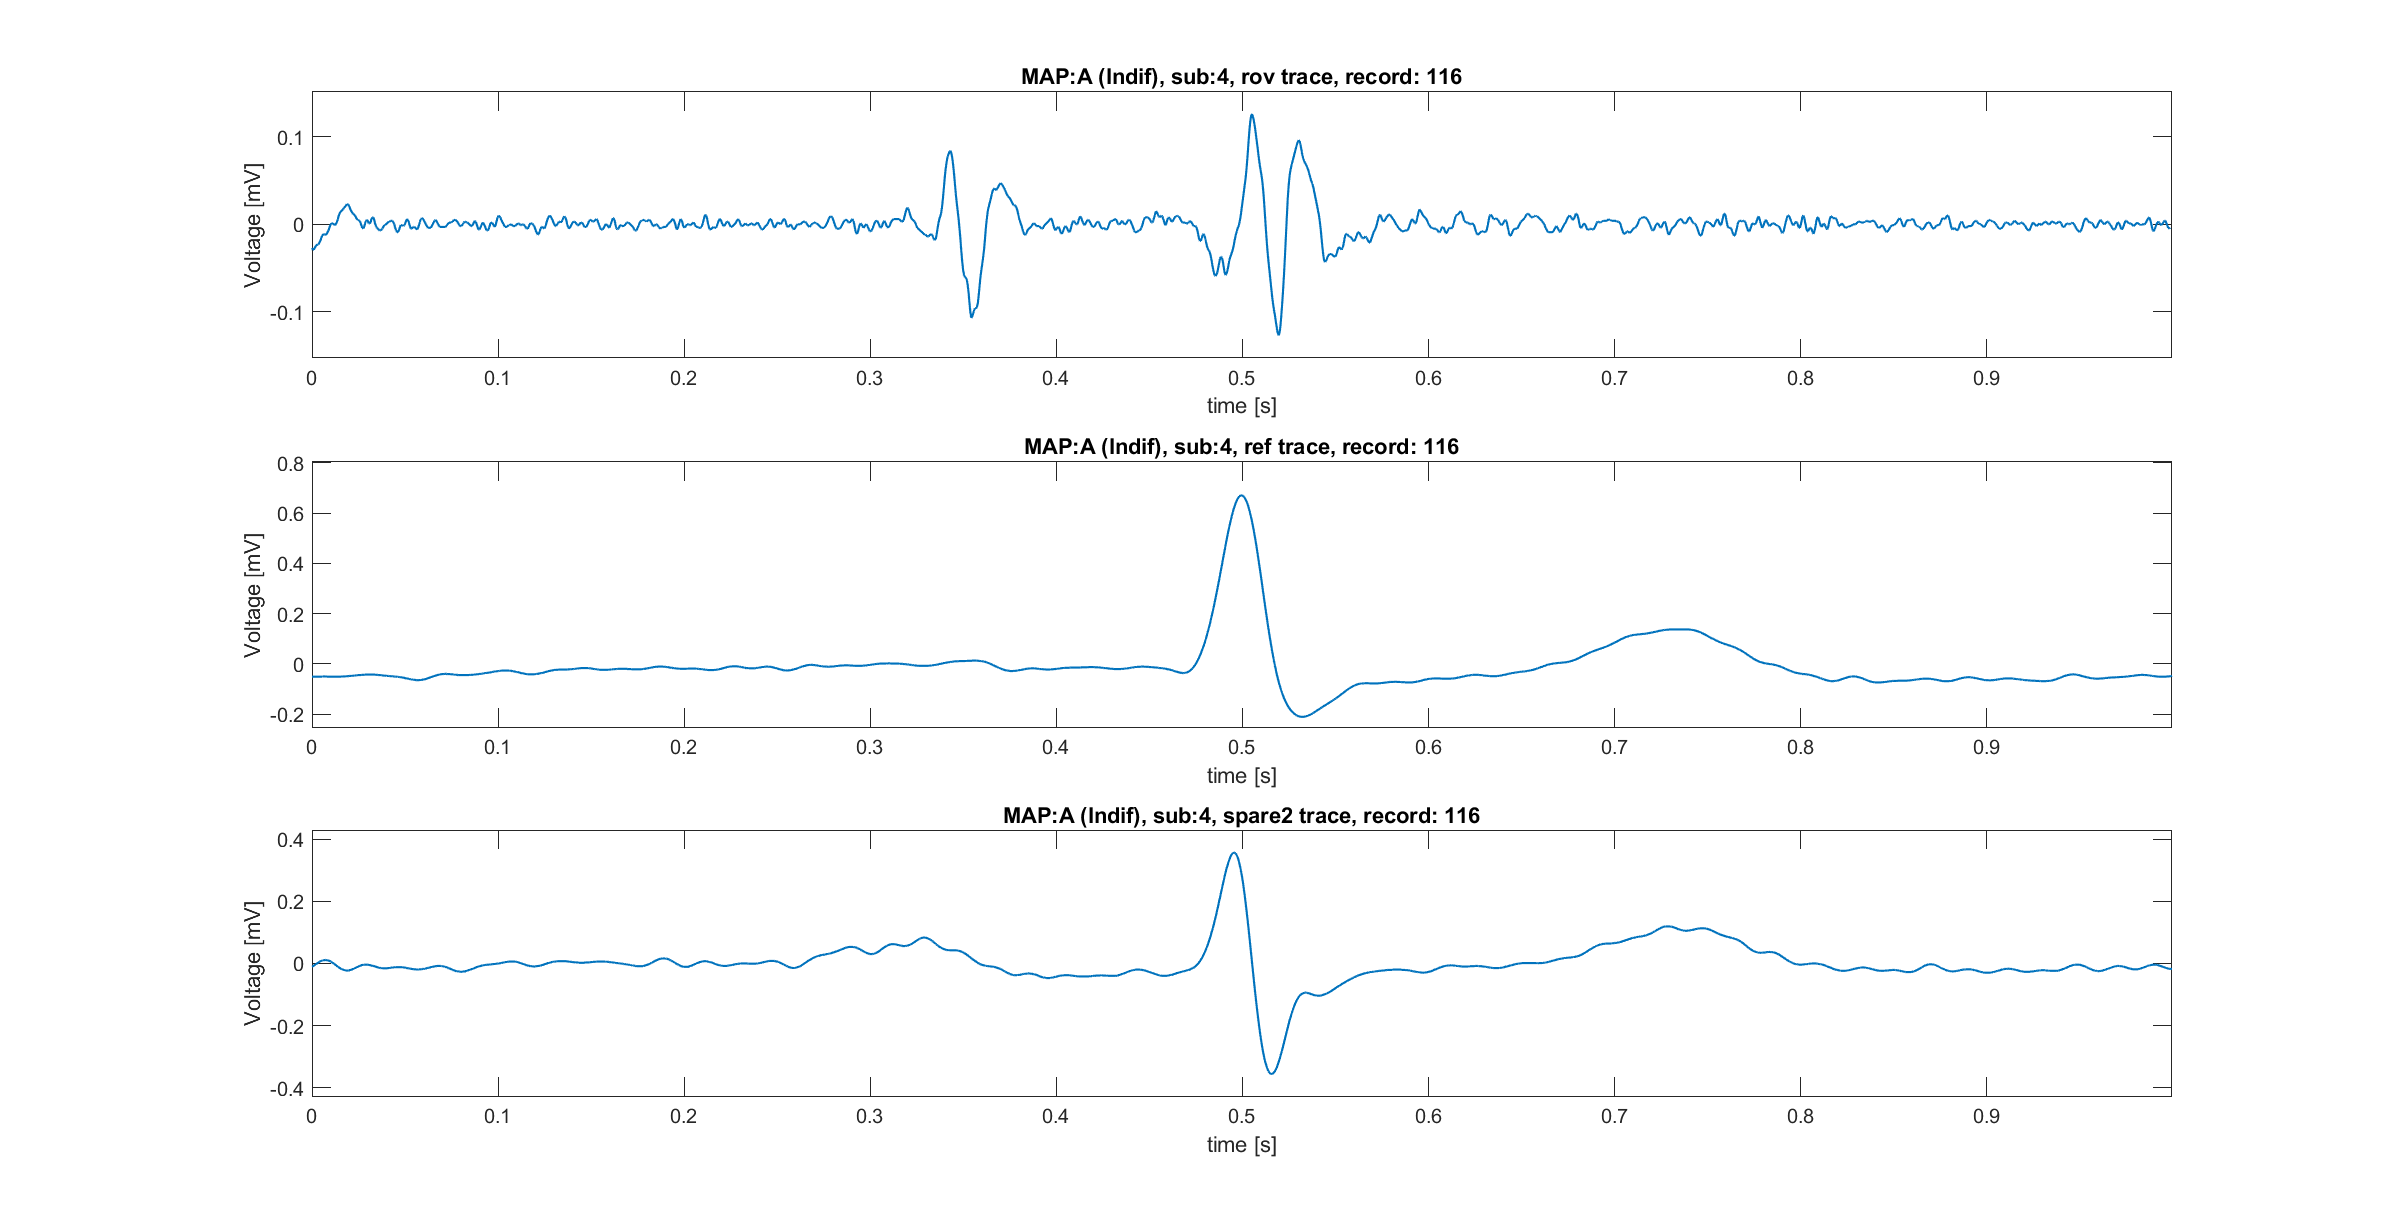 MAP:A (Indif), sub:4, rov trace, record: 116
Voltage [mV]
0.1
0
-0.1
0 0.1 0.2 0.3 0.4 0.5 0.6 0.7 0.8 0.9
time [s]
MAP:A (Indif), sub:4, ref trace, record: 116
Voltage [mV]
0.8
0.6
0.4
0.2
0
-0.2
0 0.1 0.2 0.3 0.4 0.5 0.6 0.7 0.8 0.9
time [s]
MAP:A (Indif), sub:4, spare2 trace, record: 116
Voltage [mV]
0.4
0.2
0
-0.2
-0.4
0 0.1 0.2 0.3 0.4 0.5 0.6 0.7 0.8 0.9
time [s]